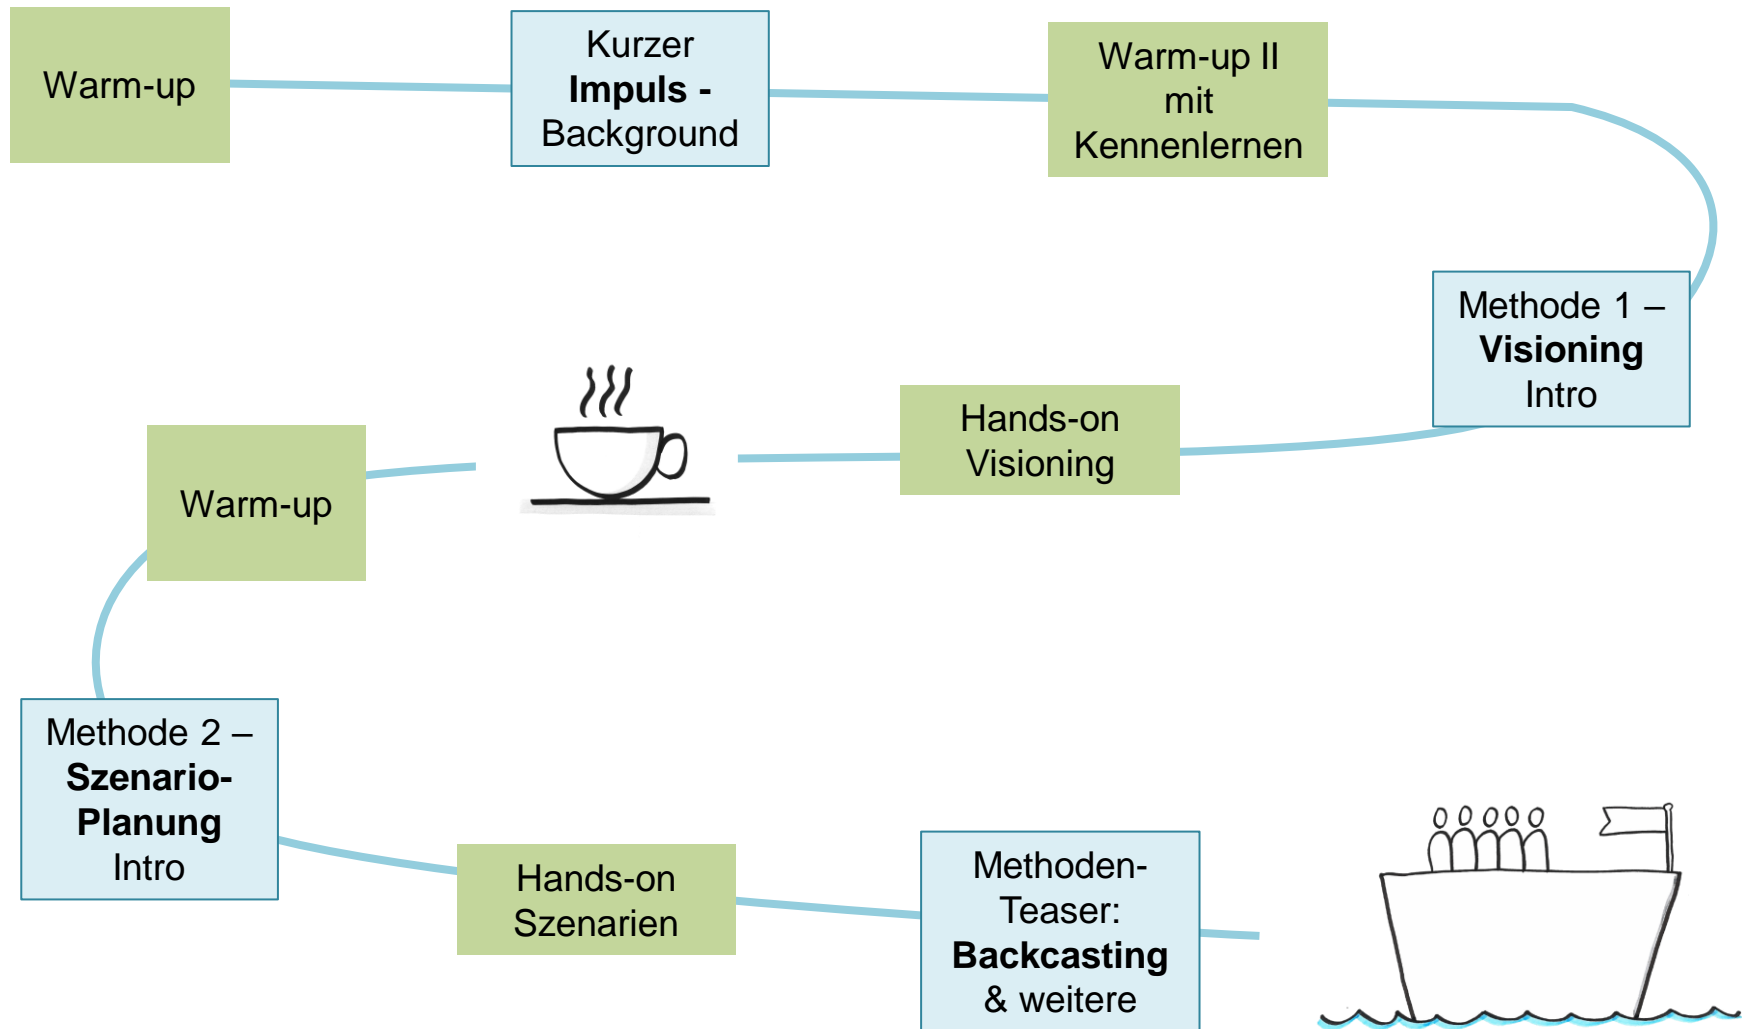 Warm-up
Kurzer
Impuls -
Background
Warm-up II
mit
Kennenlernen
Methode 1 –
Visioning
Intro
Hands-on
Visioning
Warm-up
Methode 2 –
Szenario-
Planung
Intro
Hands-on
Szenarien
Methoden-
Teaser:
Backcasting
& weitere